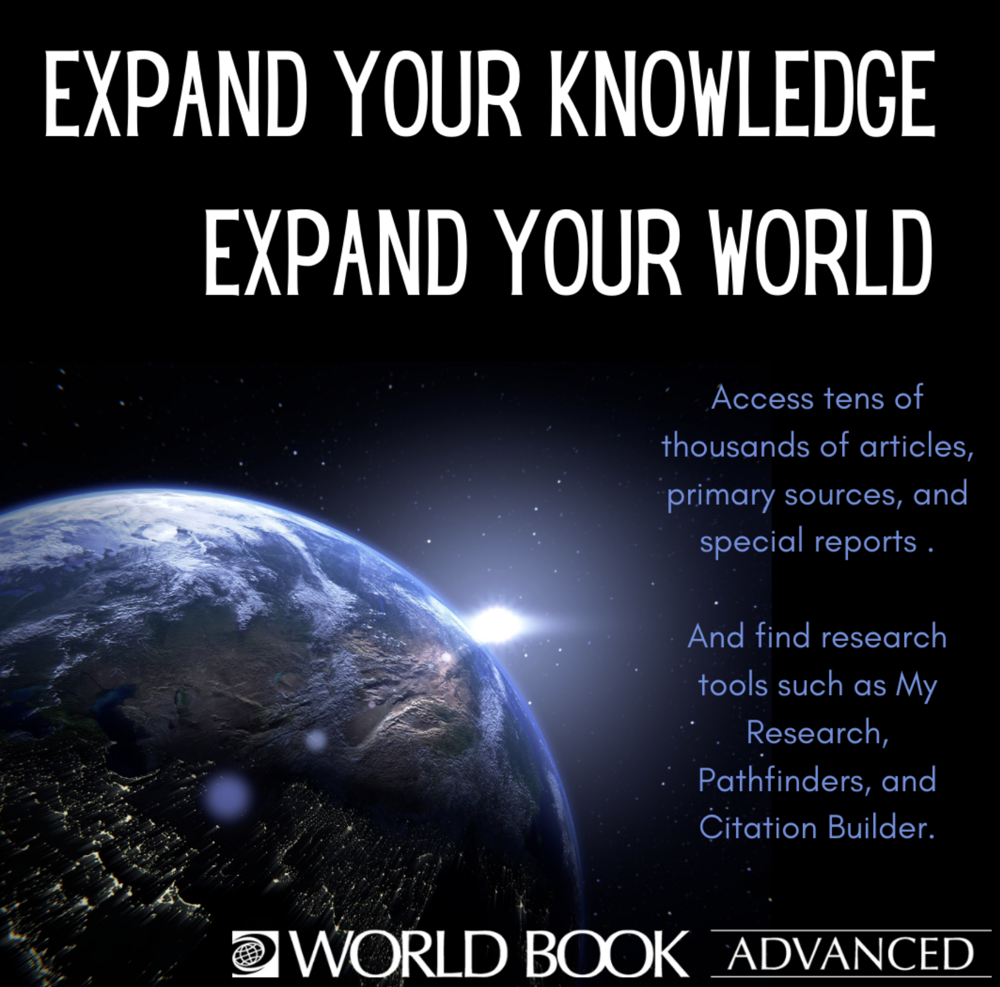 EXPAND YOUR KNOWLEDGE
EXPAND YOUR WORLD
Access tens of
thousands of articles,
primary sources, and
special reports .
And find research
tools such as My
Research,
Pathfinders, and
Citation Builder.
WORLD BOOK ADVANCED